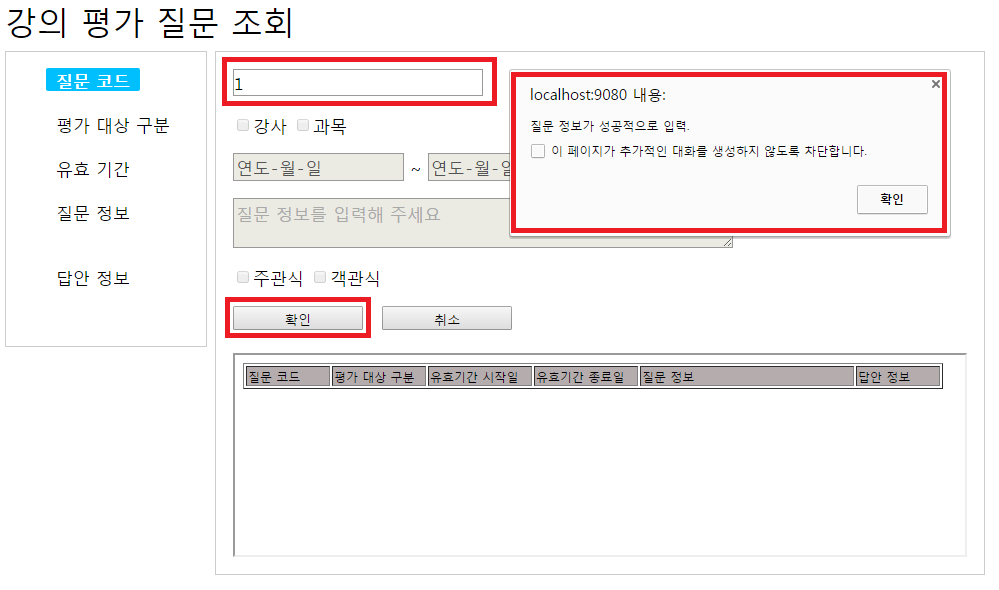 강의 평가 질문 조회
질문 코드
평가 대상 구분
유효 기간
질문 정보
답안 정보
1
강사 과목
연도-월-일 ~ 연도-월-일
질문 정보를 입력해 주세요
주관식 객관식
확인 취소
localhost:9080 내용:
질문 정보가 성공적으로 입력.
이 페이지가 추가적인 대화를 생성하지 않도록 차단합니다.
확인
질문 코드 평가 대상 구분 유효기간 시작일 유효기간 종료일 질문 정보 답안 정보